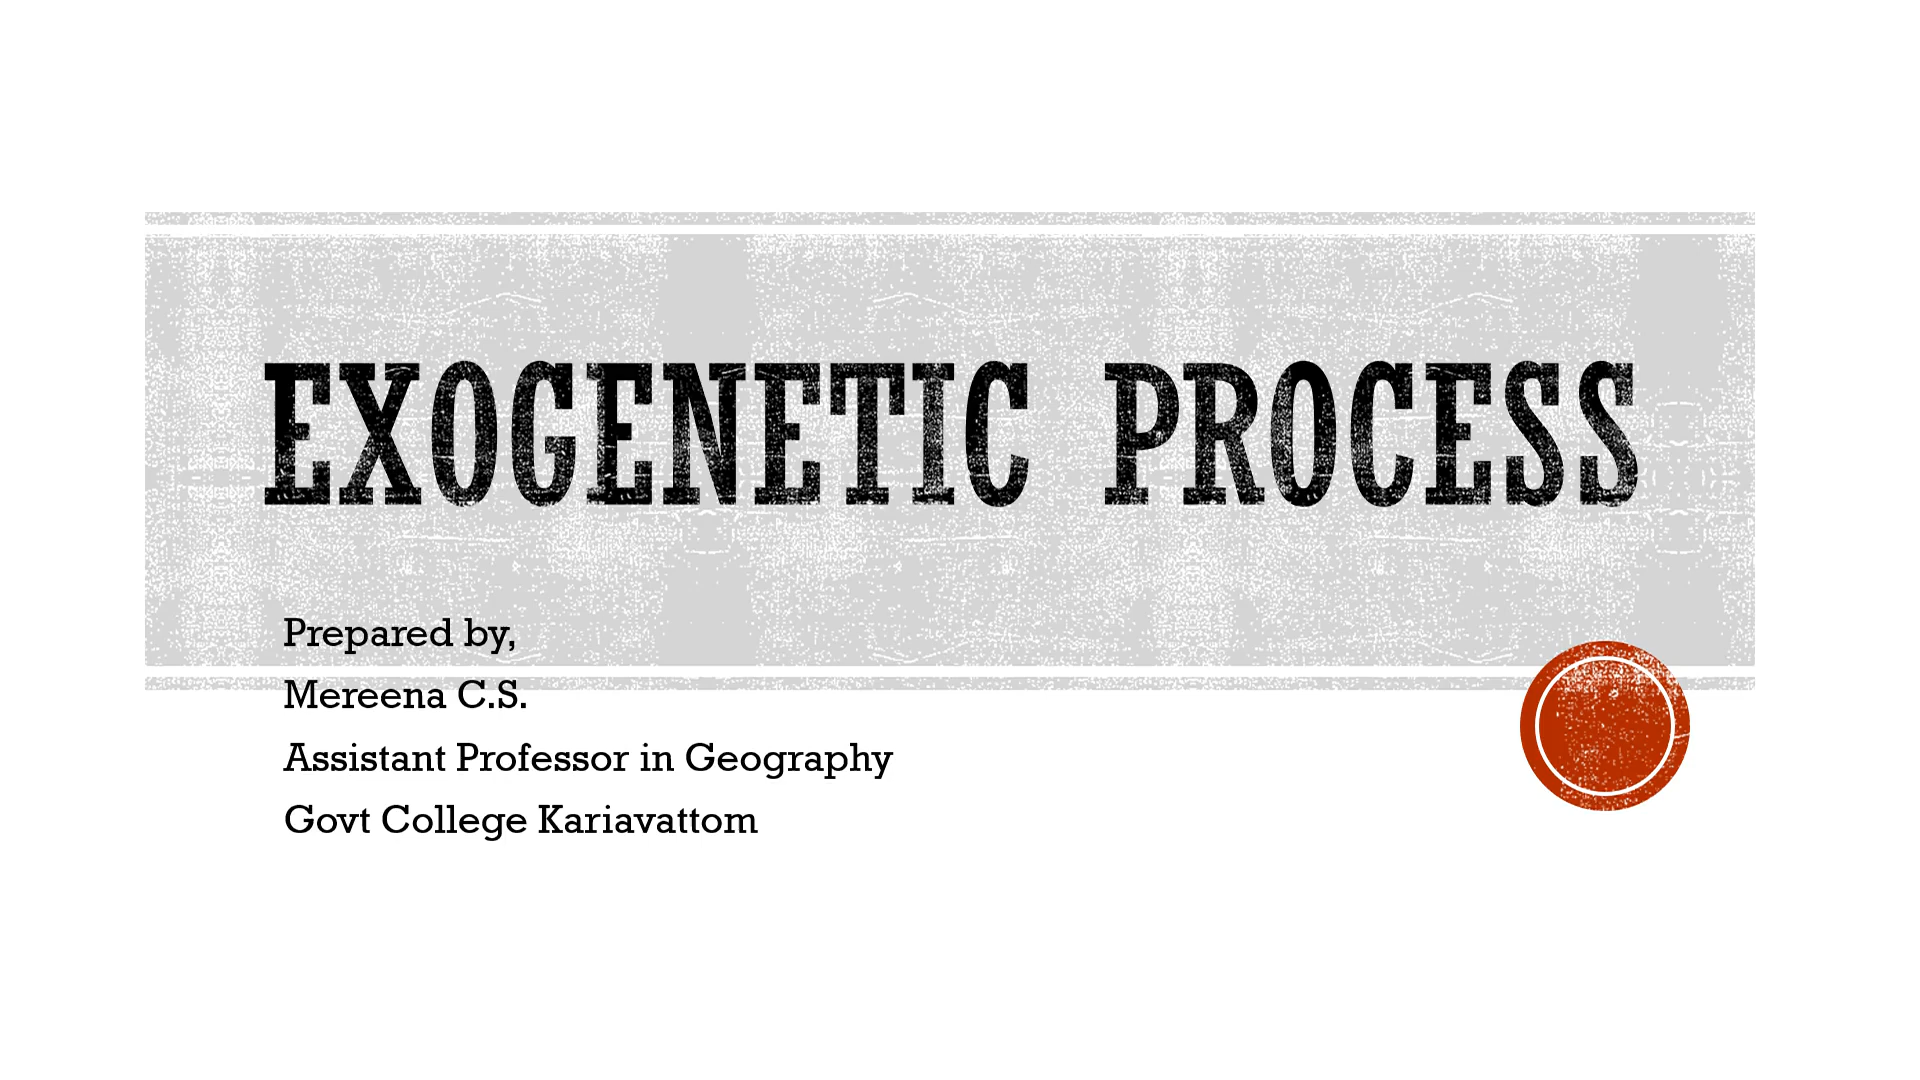 EXOGENETIC PROCESS
Prepared by,
Mereena C.S.
Assistant Professor in Geography
Govt College Kariavattom